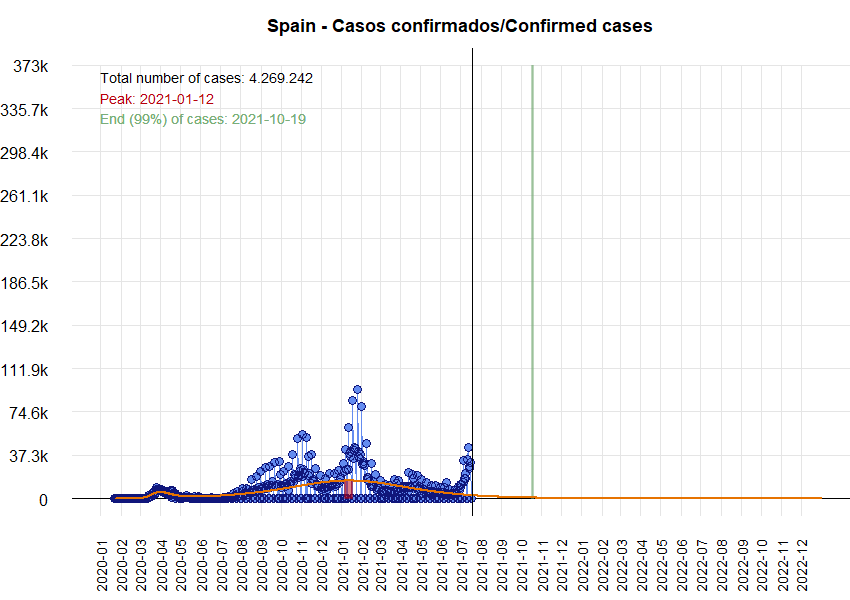 Spain - Casos confirmados/Confirmed cases
373k
Total number of cases: 4.269.242
Peak: 2021-01-12
335.7k
End (99%) of cases: 2021-10-19
298.4k
261.1k
223.8k
186.5k
149.2k
111.9k
74.6k
37.3k
0
2020-01
2020-02
2020-03
2020-04
2020-05
2020-06
2020-07
2020-08
2020-09
2020-10
2020-11
2020-12
2021-01
2021-02
2021-03
2021-04
2021-05
2021-06
2021-07
2021-08
2021-09
2021-10
2021-11
2021-12
2022-01
2022-02
2022-03
2022-04
2022-05
2022-06
2022-07
2022-08
2022-09
2022-10
2022-11
2022-12